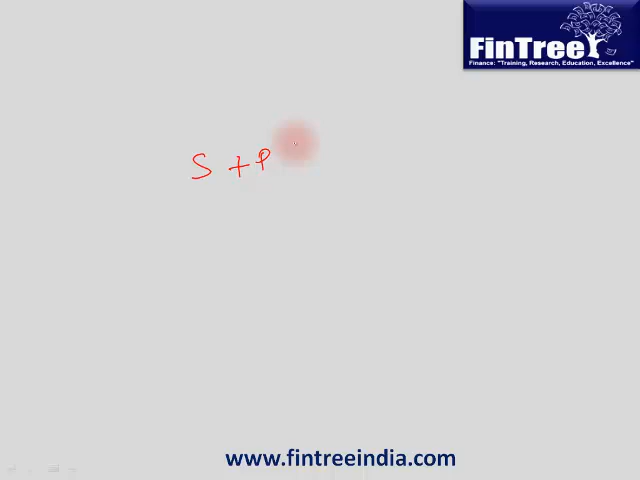 FinTree
Finance: "Training, Research, Education, Excellence"
S + P
www.fintreeindia.com